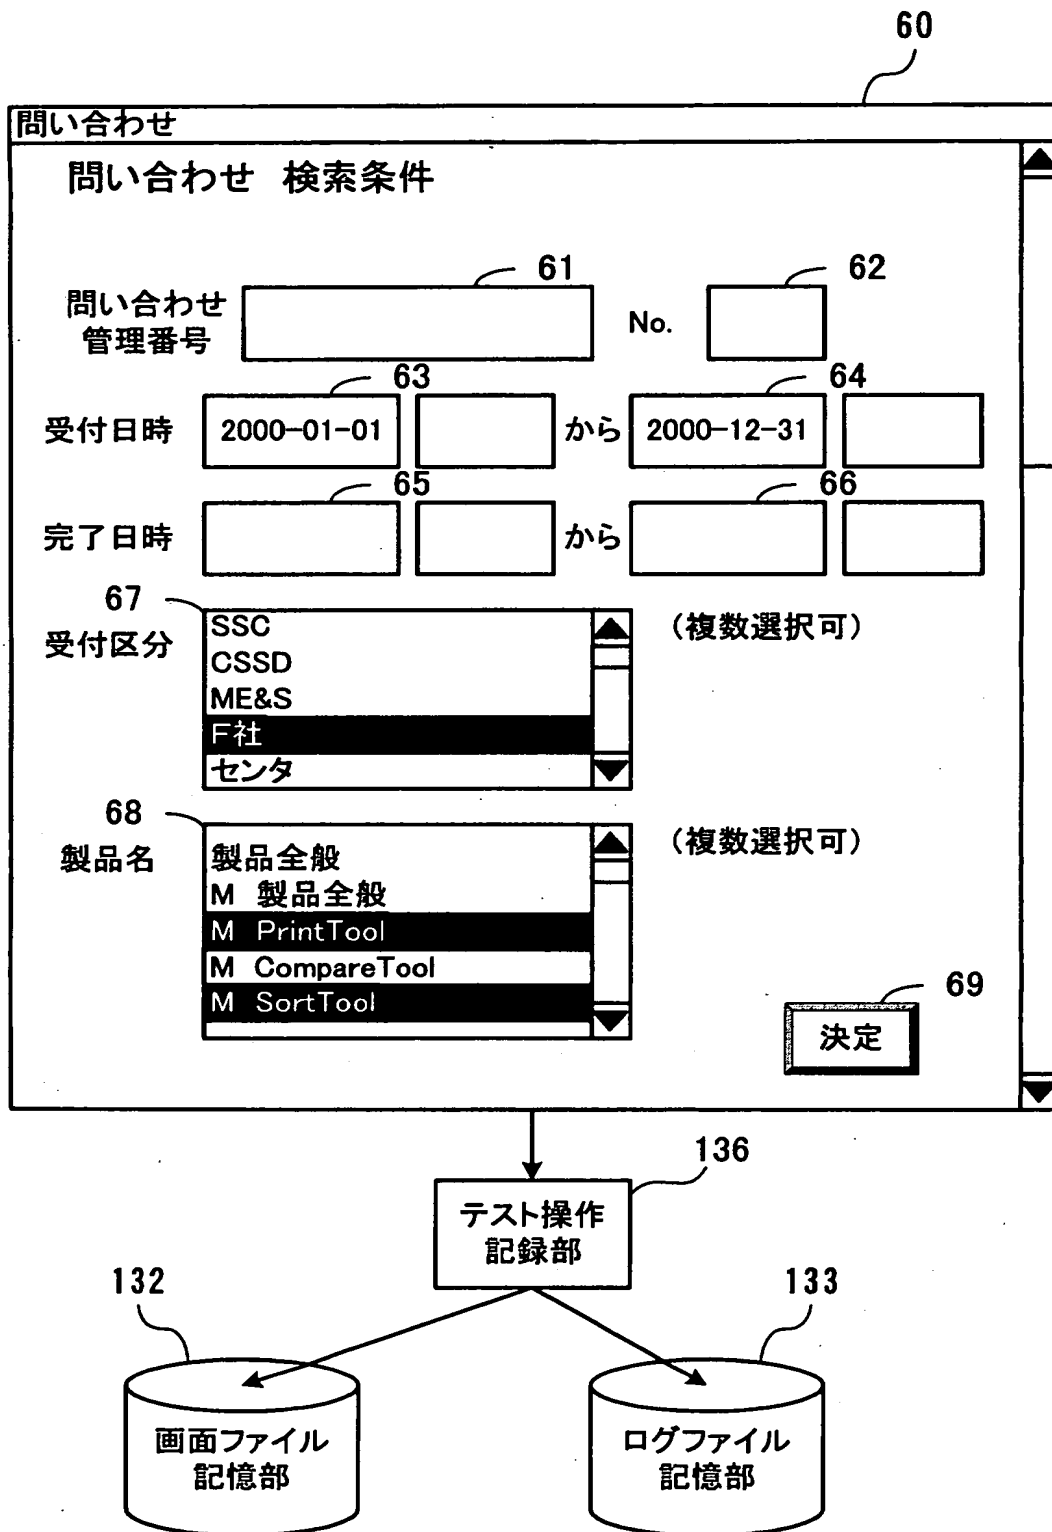 60
問い合わせ
問い合わせ 検索条件
61
62
問い合わせ
管理番号
No.
63
64
受付日時 2000-01-01 から 2000-12-31
65
66
完了日時 から
67
受付区分
SSC
CSSD
ME&S
F社
センタ
(複数選択可)
68
製品名
製品全般
M 製品全般
M PrintTool
M CompareTool
M SortTool
(複数選択可)
69
決定
136
テスト操作
記録部
132
133
画面ファイル
記憶部
ログファイル
記憶部